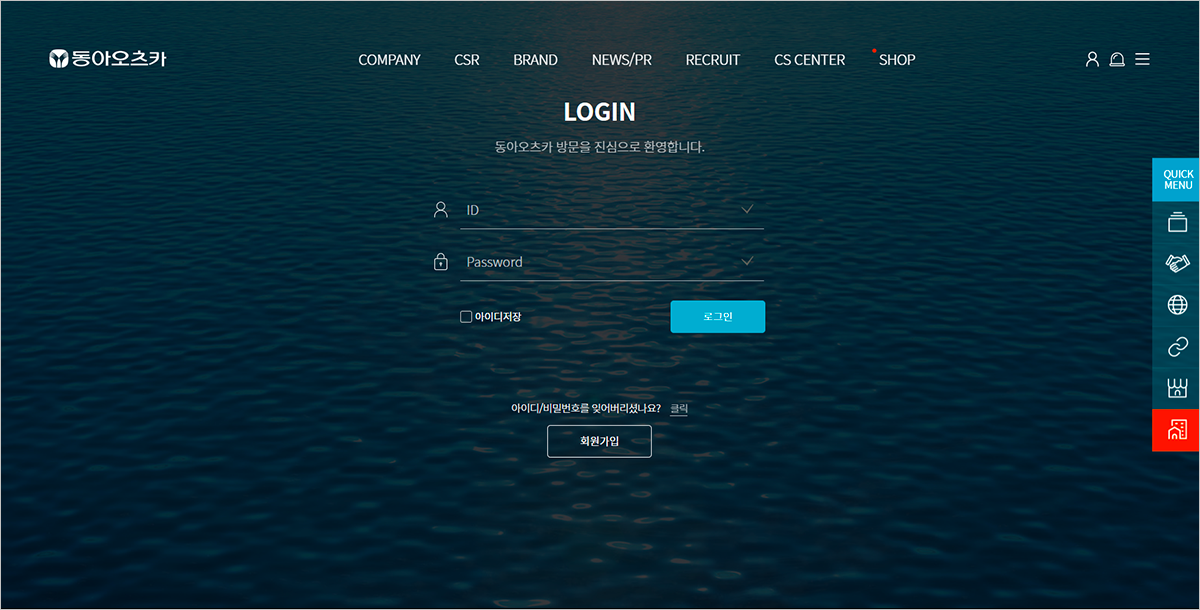 동아오츠카
COMPANY CSR BRAND NEWS/PR RECRUIT CS CENTER SHOP
LOGIN
동아오츠카 방문을 진심으로 환영합니다.
QUICK
MENU
ID
Password
아이디저장 로그인
아이디/비밀번호를 잊어버리셨나요? 클릭
회원가입